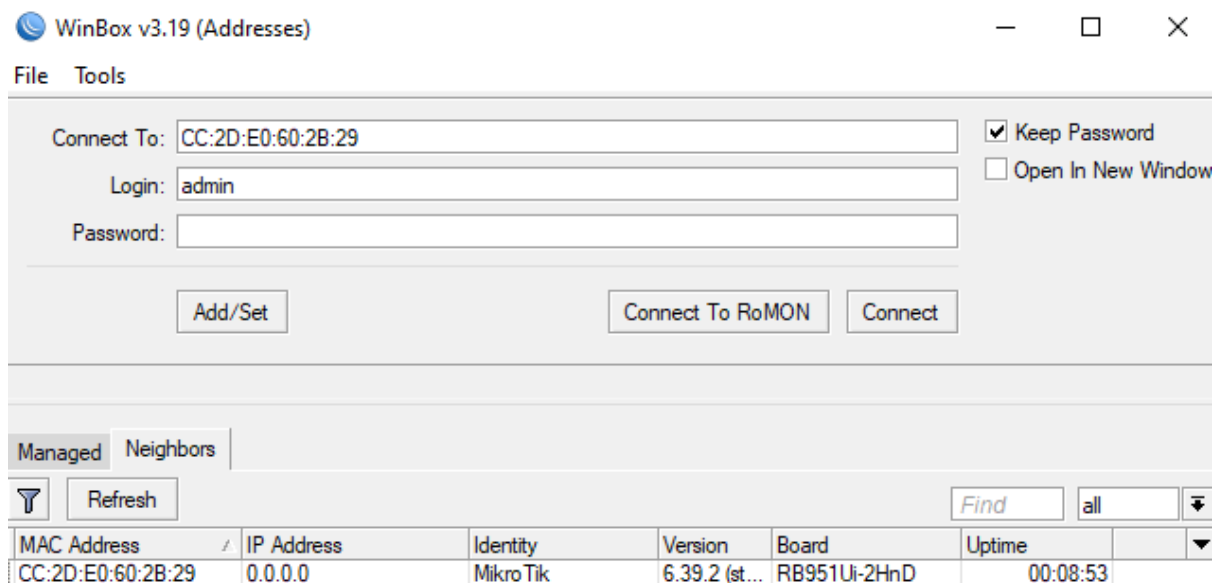 WinBox v3.19 (Addresses)
File Tools
Connect To: CC:2D:E0:60:2B:29
Keep Password
Login: admin
Open In New Window
Password:
Add/Set Connect To RoMON Connect
Managed Neighbors
Refresh Find all
MAC Address IP Address Identity Version Board Uptime
CC:2D:E0:60:2B:29 0.0.0.0 MikroTik 6.39.2 (st... RB951Ui-2HnD 00:08:53